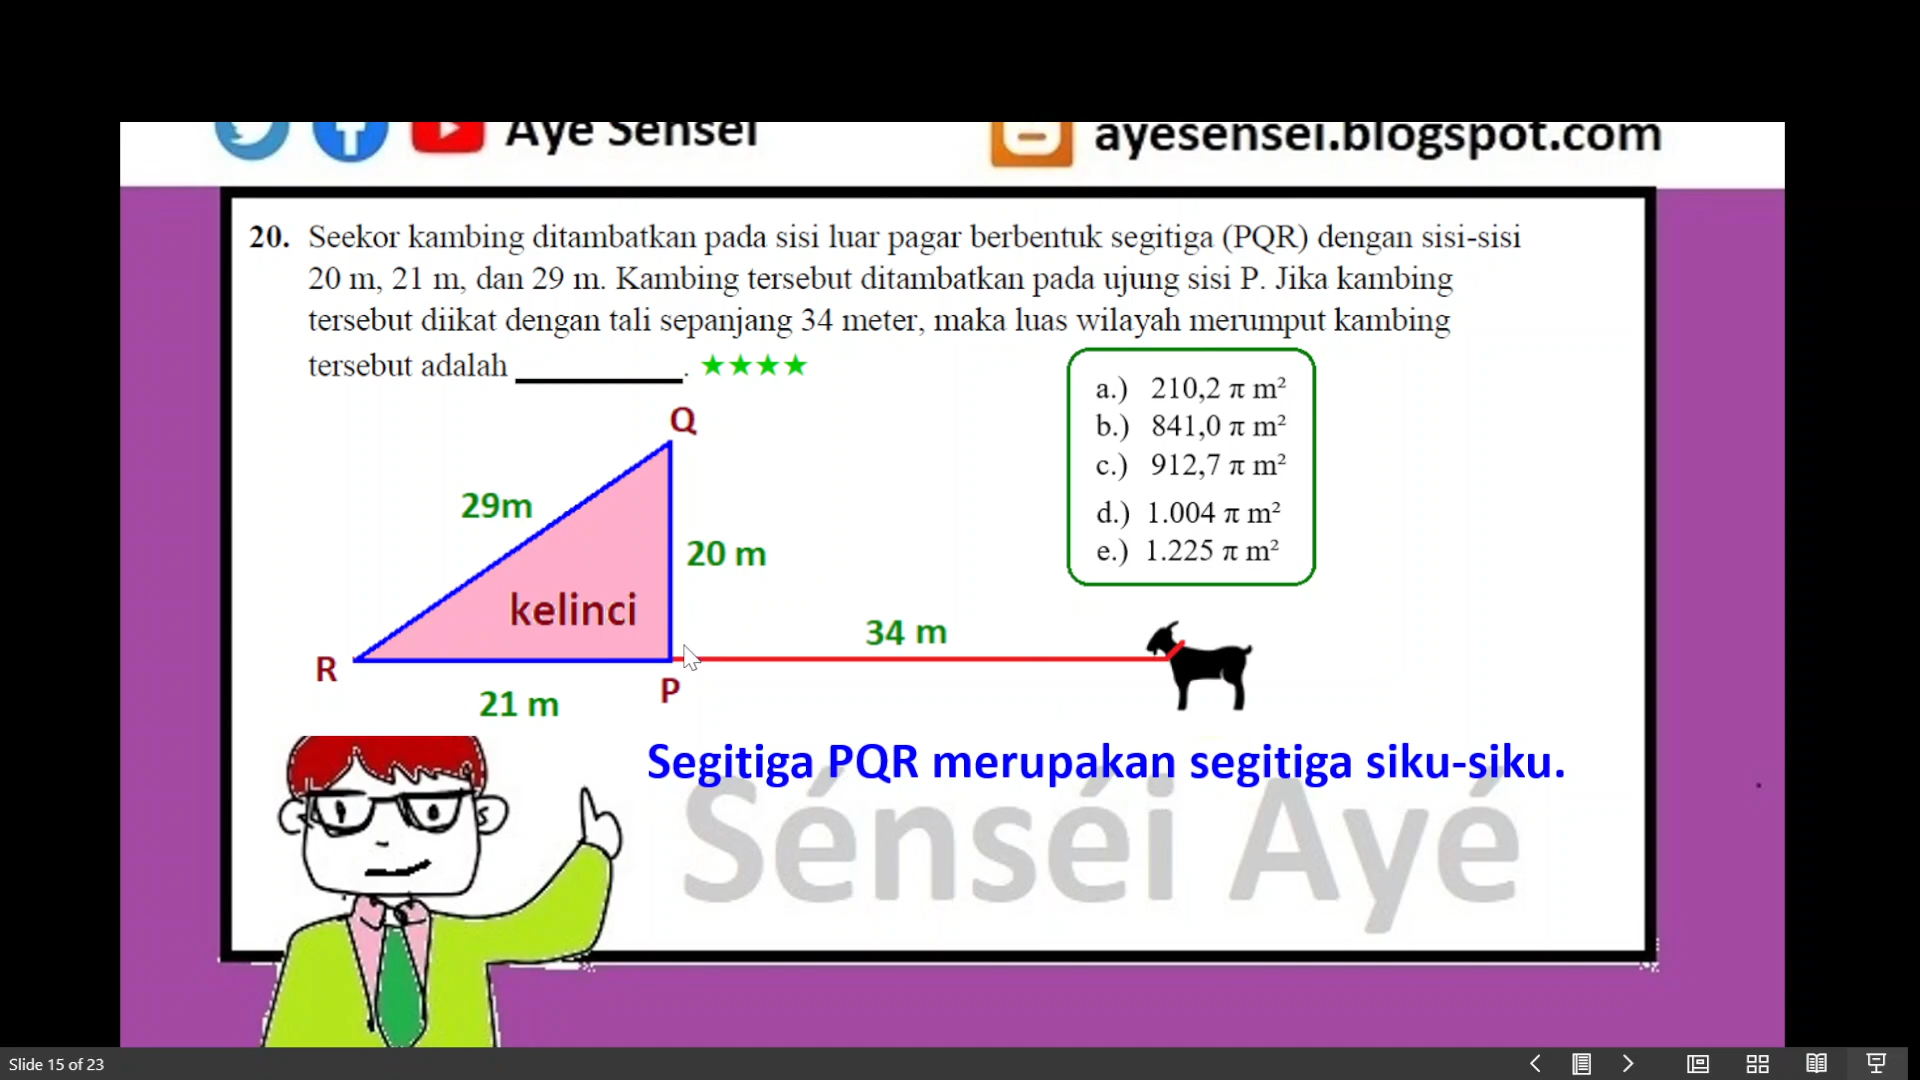 Aye Sensei
ayesensei.blogspot.com
20. Seekor kambing ditambatkan pada sisi luar pagar berbentuk segitiga (PQR) dengan sisi-sisi
20 m, 21 m, dan 29 m. Kambing tersebut ditambatkan pada ujung sisi P. Jika kambing
tersebut diikat dengan tali sepanjang 34 meter, maka luas wilayah merumput kambing
tersebut adalah __________. ★★★★
a.) 210,2 π m²
b.) 841,0 π m²
c.) 912,7 π m²
d.) 1.004 π m²
e.) 1.225 π m²
Q
29m
20 m
kelinci
34 m
R
P
21 m
Segitiga PQR merupakan segitiga siku-siku.
Sénséi Ayé
Slide 15 of 23